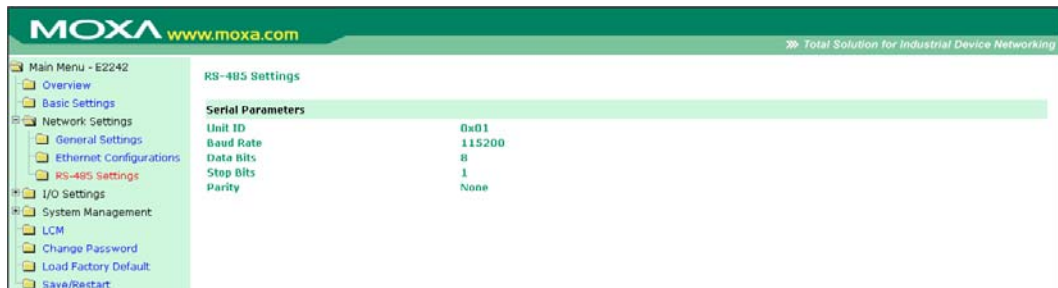 MOXA www.moxa.com
Total Solution for Industrial Device Networking
Main Menu - E2242
Overview
Basic Settings
Network Settings
General Settings
Ethernet Configurations
RS-485 Settings
I/O Settings
System Management
LCM
Change Password
Load Factory Default
Save/Restart
RS-485 Settings
Serial Parameters
Unit ID 0x01
Baud Rate 115200
Data Bits 8
Stop Bits 1
Parity None